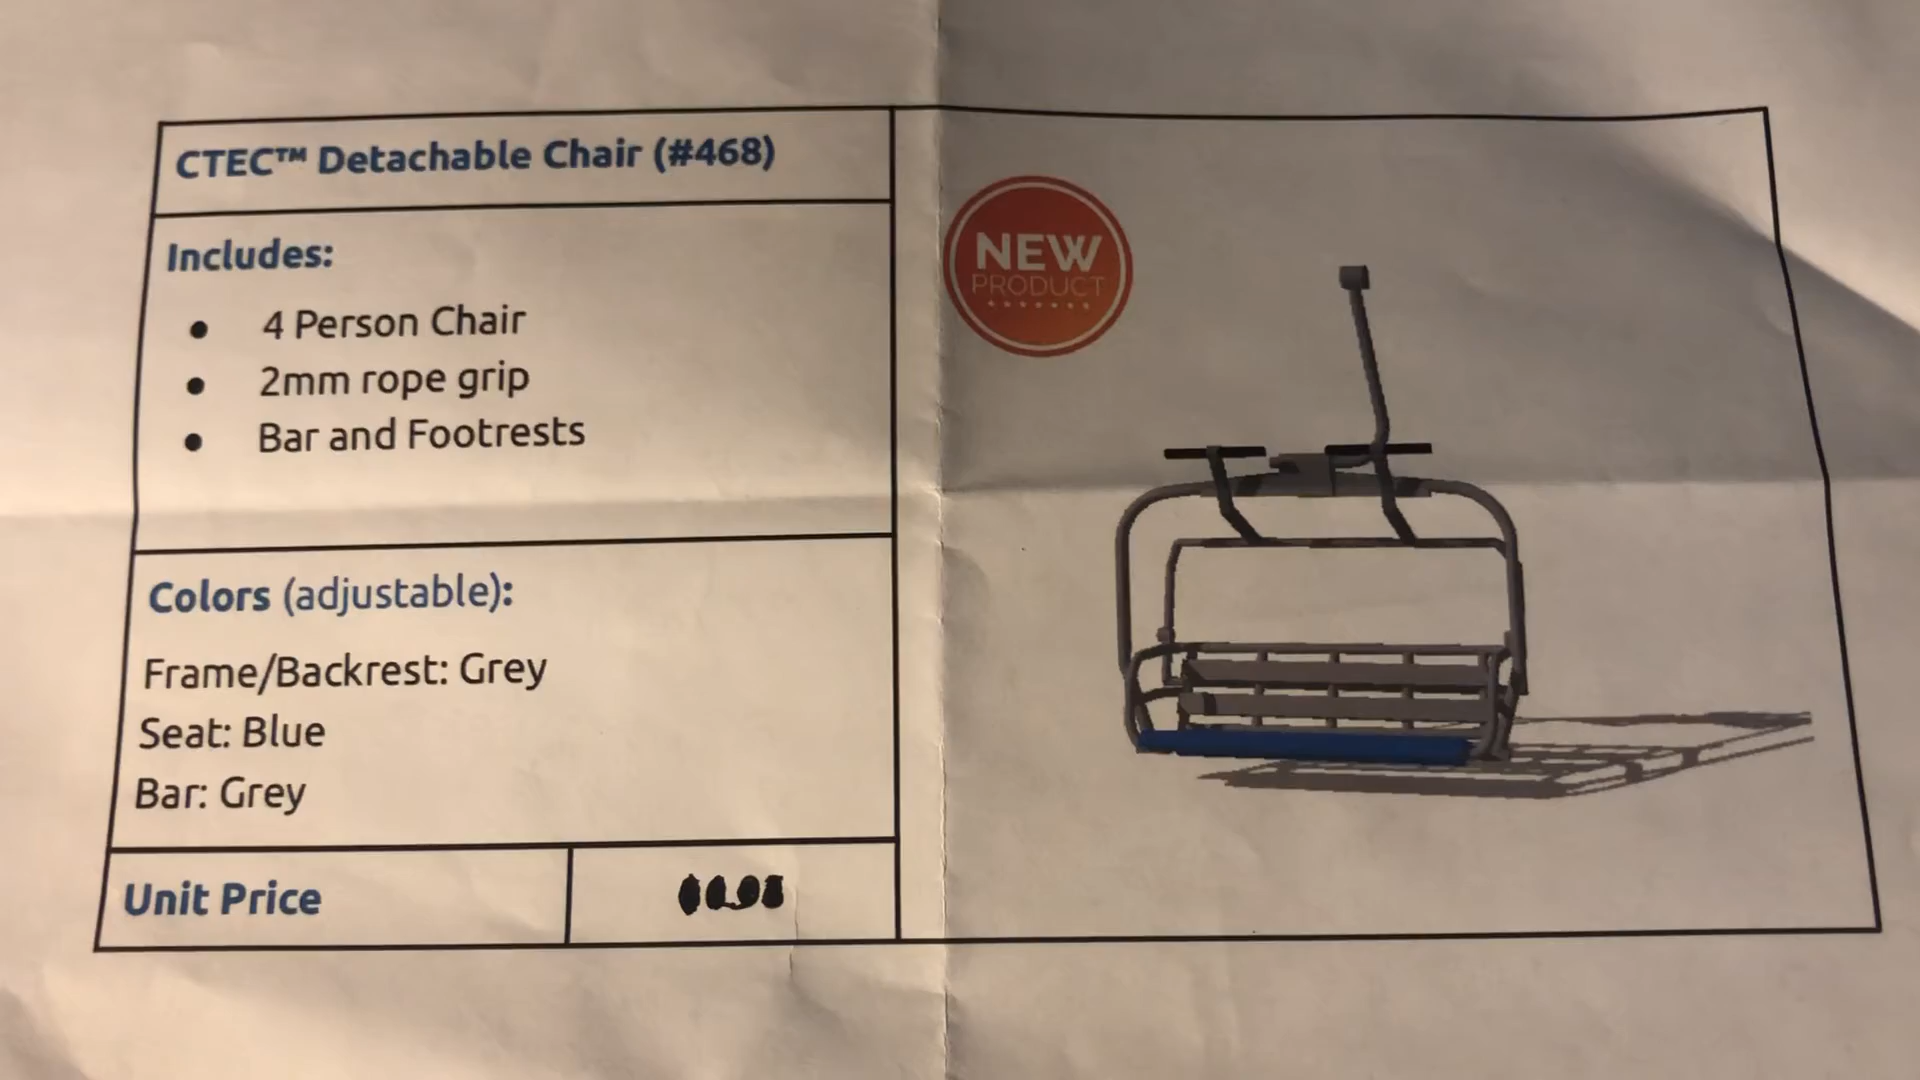 CTEC™ Detachable Chair (#468)
Includes:
● 4 Person Chair
● 2mm rope grip
● Bar and Footrests
Colors (adjustable):
Frame/Backrest: Grey
Seat: Blue
Bar: Grey
Unit Price
NEW
PRODUCT